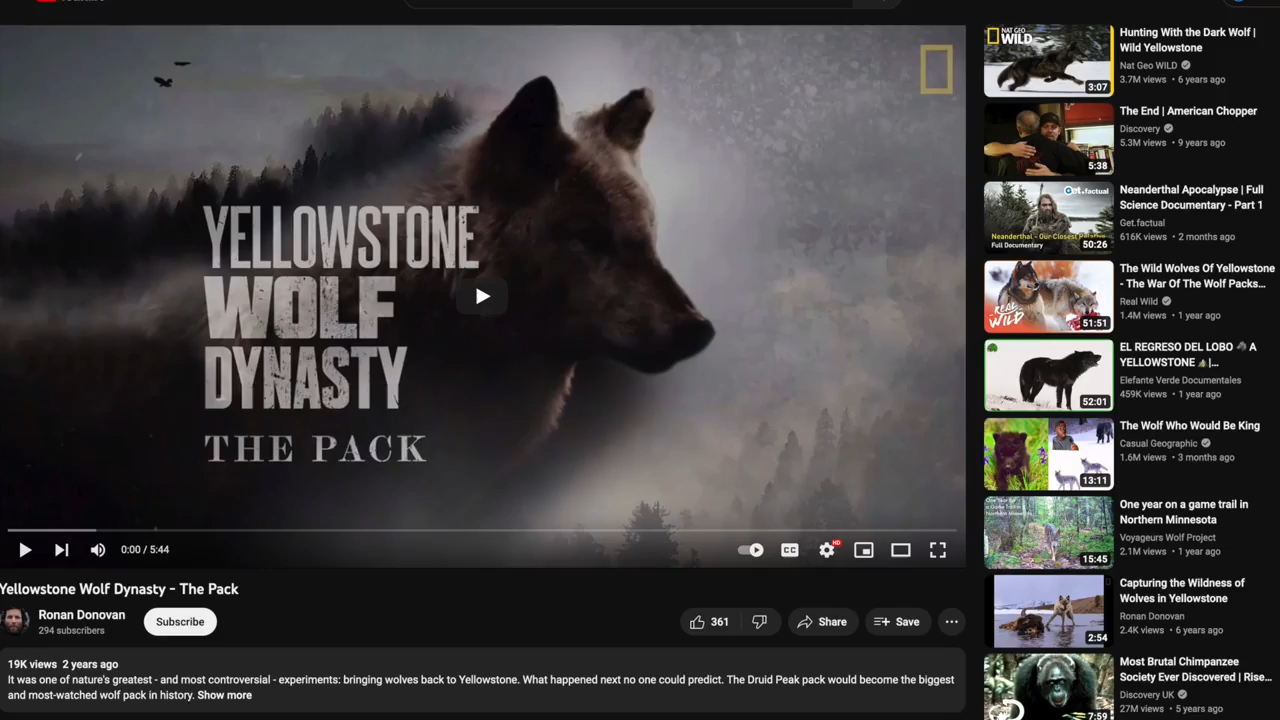 YELLOWSTONE
WOLF
DYNASTY
THE PACK
0:00 / 5:44
CC
HD
Yellowstone Wolf Dynasty - The Pack
Ronan Donovan
294 subscribers
Subscribe
361
Share
Save
19K views 2 years ago
It was one of nature's greatest - and most controversial - experiments: bringing wolves back to Yellowstone. What happened next no one could predict. The Druid Peak pack would become the biggest
and most-watched wolf pack in history. Show more
NAT GEO
WILD
3:07
Hunting With the Dark Wolf |
Wild Yellowstone
Nat Geo WILD
3.7M views • 6 years ago
5:38
The End | American Chopper
Discovery
5.3M views • 9 years ago
Get.factual
Neanderthal - Our Closest Relative
Full Documentary
50:26
Neanderthal Apocalypse | Full
Science Documentary - Part 1
Get.factual
616K views • 2 months ago
REAL
WILD
51:51
The Wild Wolves Of Yellowstone
- The War Of The Wolf Packs...
Real Wild
1.4M views • 1 year ago
52:01
EL REGRESO DEL LOBO 🐴 A
YELLOWSTONE 🏕️|...
Elefante Verde Documentales
459K views • 1 year ago
13:11
The Wolf Who Would Be King
Casual Geographic
1.6M views • 3 months ago
One Year on
a Game Trail in
Northern Minnesota
15:45
One year on a game trail in
Northern Minnesota
Voyageurs Wolf Project
2.1M views • 1 year ago
2:54
Capturing the Wildness of
Wolves in Yellowstone
Ronan Donovan
2.4K views • 6 years ago
7:59
Most Brutal Chimpanzee
Society Ever Discovered | Rise...
Discovery UK
27M views • 5 years ago